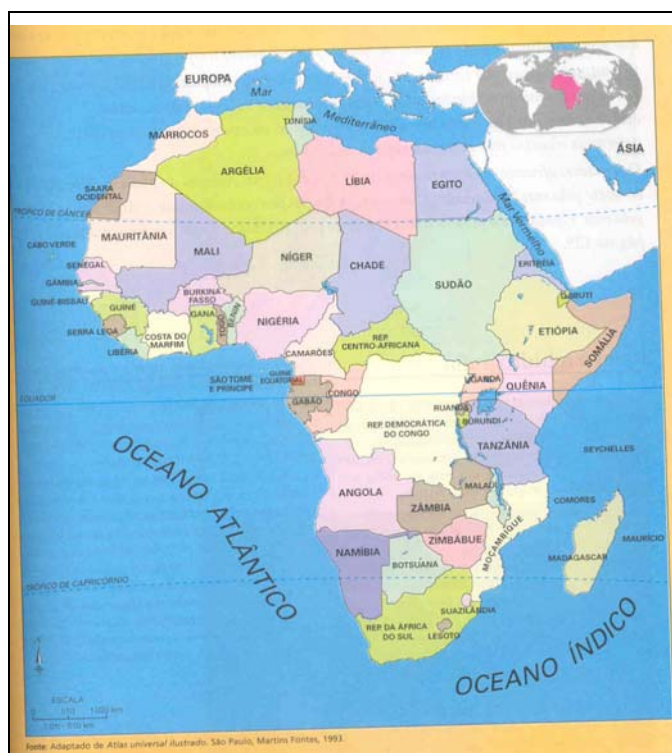 EUROPA
Mar
Mediterrâneo
ÁSIA
MARROCOS
TUNÍSIA
ARGÉLIA
LÍBIA
EGITO
SAARA
OCIDENTAL
TRÓPICO DE CÂNCER
Mar Vermelho
MAURITÂNIA
CABO VERDE
MALI
NÍGER
CHADE
SUDÃO
ERITRÉIA
SENEGAL
GÂMBIA
GUINÉ-BISSAU
BURKINA
FASSO
DJIBUTI
GUINÉ
GANA
TOGO
BENIN
NIGÉRIA
SERRA LEOA
COSTA DO
MARFIM
LIBÉRIA
ETIÓPIA
SOMÁLIA
REP.
CENTRO-AFRICANA
CAMARÕES
GUINÉ
EQUATORIAL
SÃO TOMÉ
E PRÍNCIPE
UGANDA
QUÊNIA
EQUADOR
GABÃO
CONGO
RUANDA
BURUNDI
REP. DEMOCRÁTICA
DO CONGO
TANZÂNIA
SEYCHELLES
OCEANO ATLÂNTICO
ANGOLA
MALADI
ZÂMBIA
COMORES
MOÇAMBIQUE
ZIMBÁBUE
NAMÍBIA
BOTSUANA
MADAGASCAR
MAURÍCIO
TRÓPICO DE CAPRICÓRNIO
SUAZILÂNDIA
REP. DA ÁFRICA
DO SUL
LESOTO
OCEANO ÍNDICO
ESCALA
Fonte: Adaptado de Atlas universal ilustrado. São Paulo, Martins Fontes, 1993.